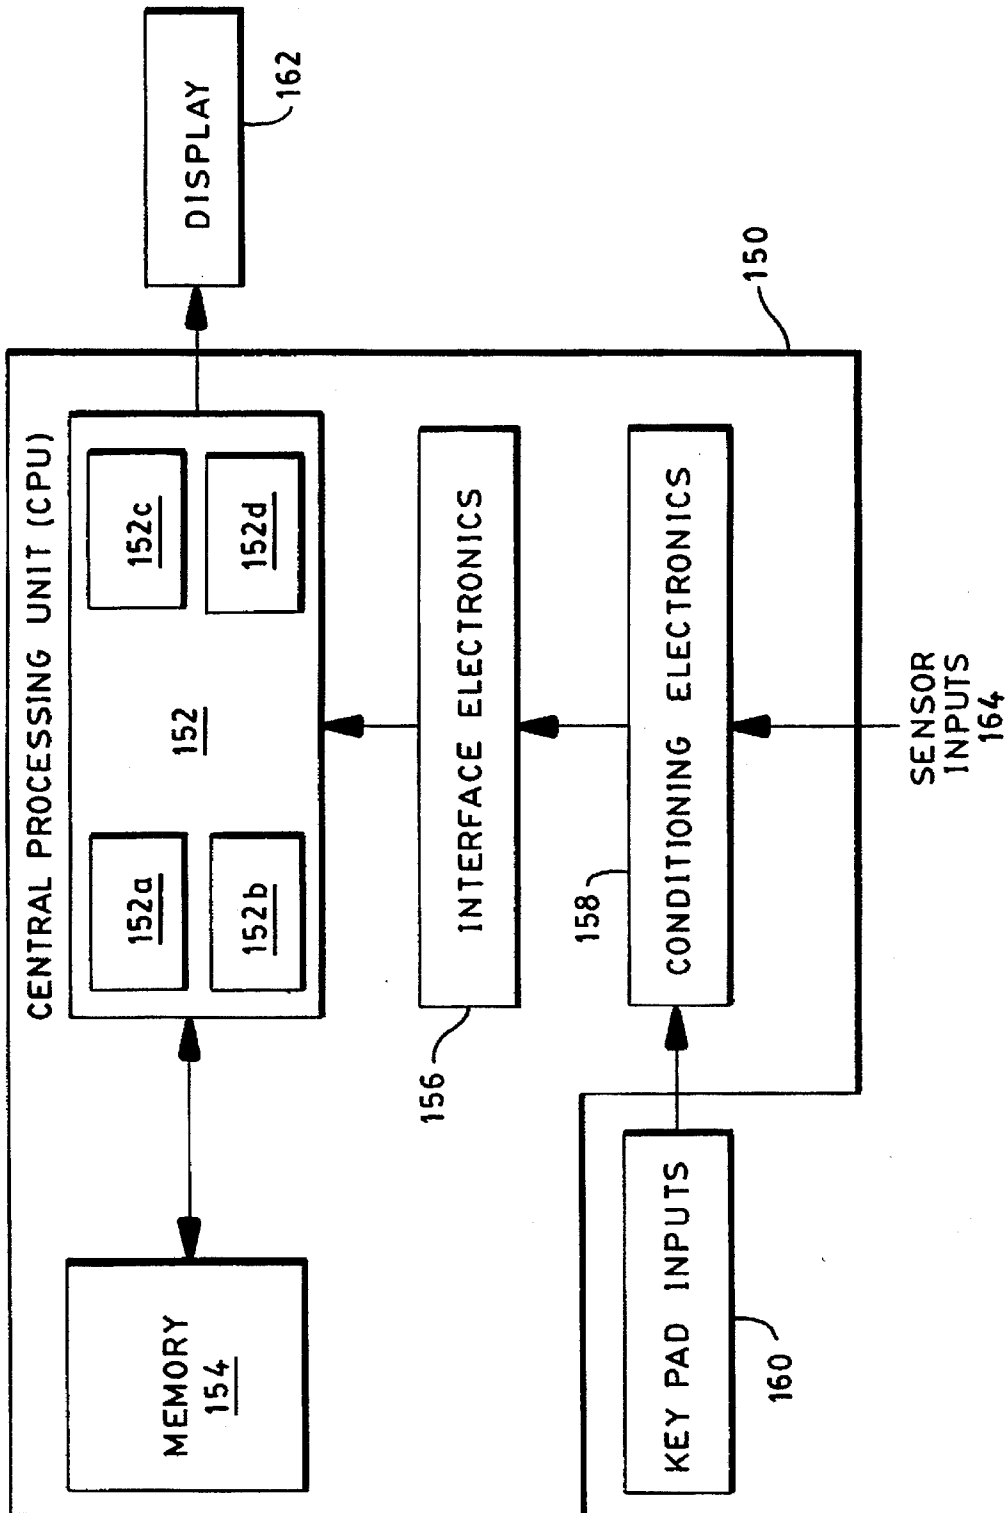 CENTRAL PROCESSING UNIT (CPU)
MEMORY
154
152a
152b
152
152c
152d
DISPLAY
162
156
INTERFACE ELECTRONICS
150
158
CONDITIONING ELECTRONICS
KEY PAD INPUTS
160
SENSOR
INPUTS
164